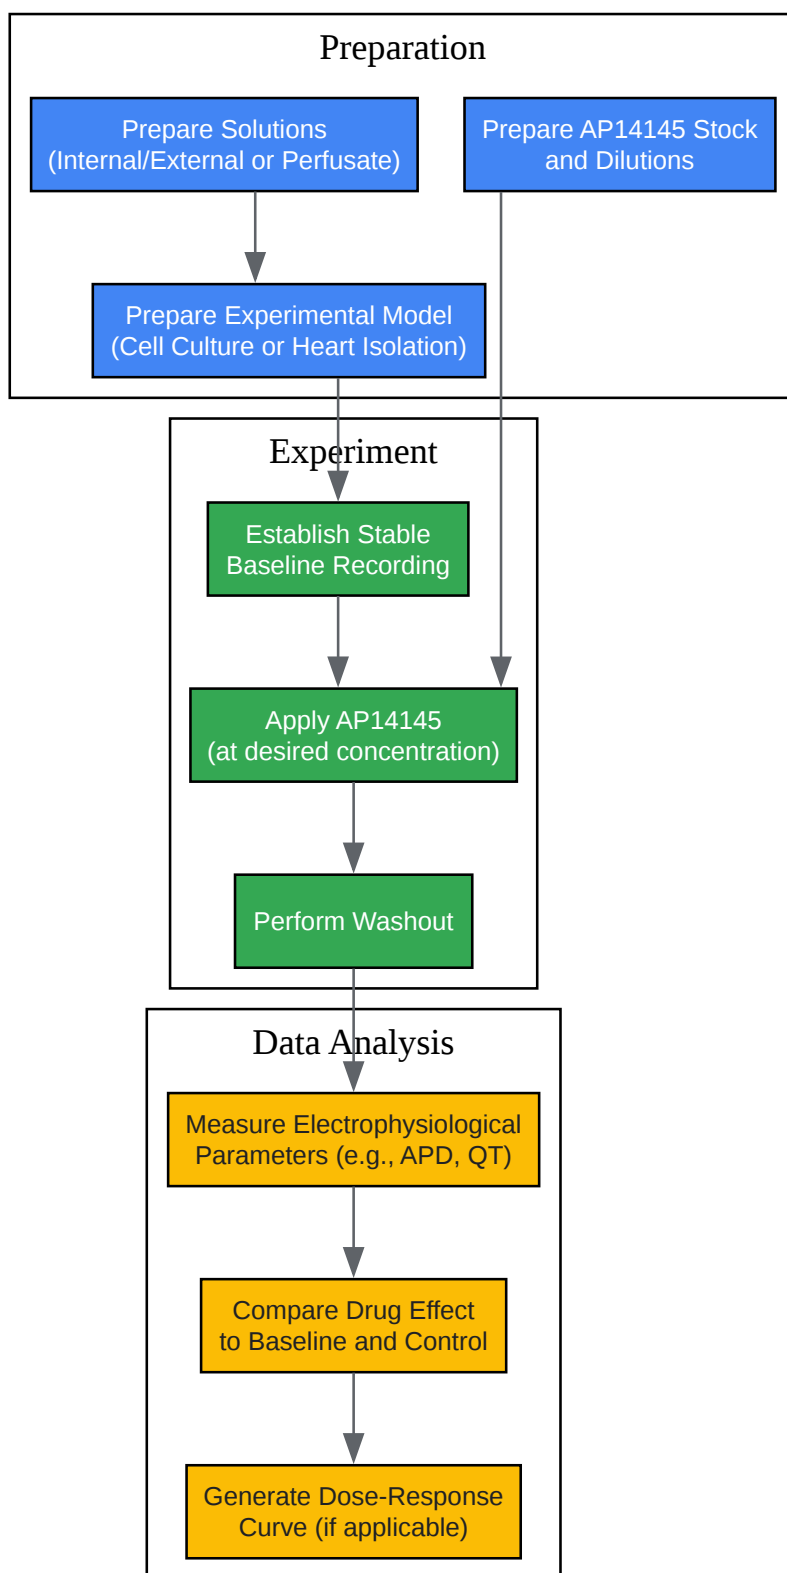 Preparation
Prepare Solutions
(Internal/External or Perfusate)
Prepare AP14145 Stock
and Dilutions
Prepare Experimental Model
(Cell Culture or Heart Isolation)
Experiment
Establish Stable
Baseline Recording
Apply AP14145
(at desired concentration)
Perform Washout
Data Analysis
Measure Electrophysiological
Parameters (e.g., APD, QT)
Compare Drug Effect
to Baseline and Control
Generate Dose-Response
Curve (if applicable)